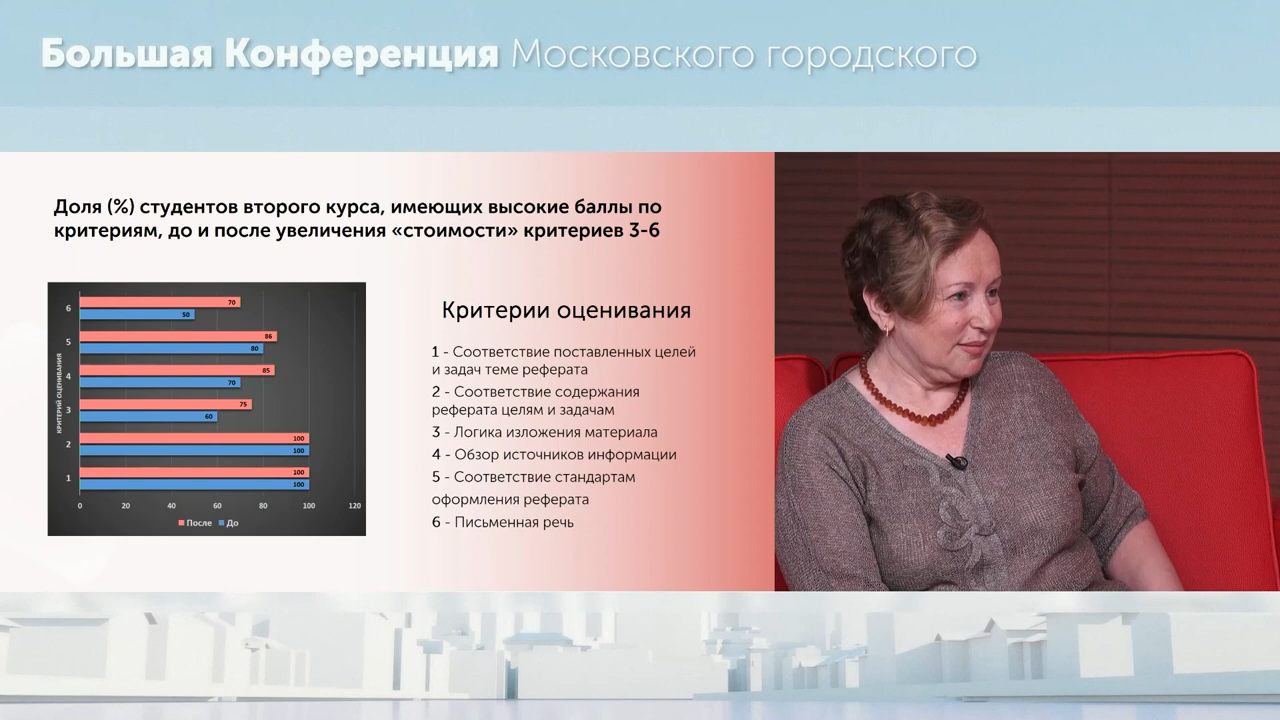 Большая Конференция Московского городского
Доля (%) студентов второго курса, имеющих высокие баллы по
критериям, до и после увеличения «стоимости» критериев 3-6
КРИТЕРИЙ ОЦЕНИВАНИЯ
6
70
50
5
86
80
4
85
70
3
75
60
2
100
100
1
100
100
0 20 40 60 80 100 120
После До
Критерии оценивания
1 - Соответствие поставленных целей
и задач теме реферата
2 - Соответствие содержания
реферата целям и задачам
3 - Логика изложения материала
4 - Обзор источников информации
5 - Соответствие стандартам
оформления реферата
6 - Письменная речь